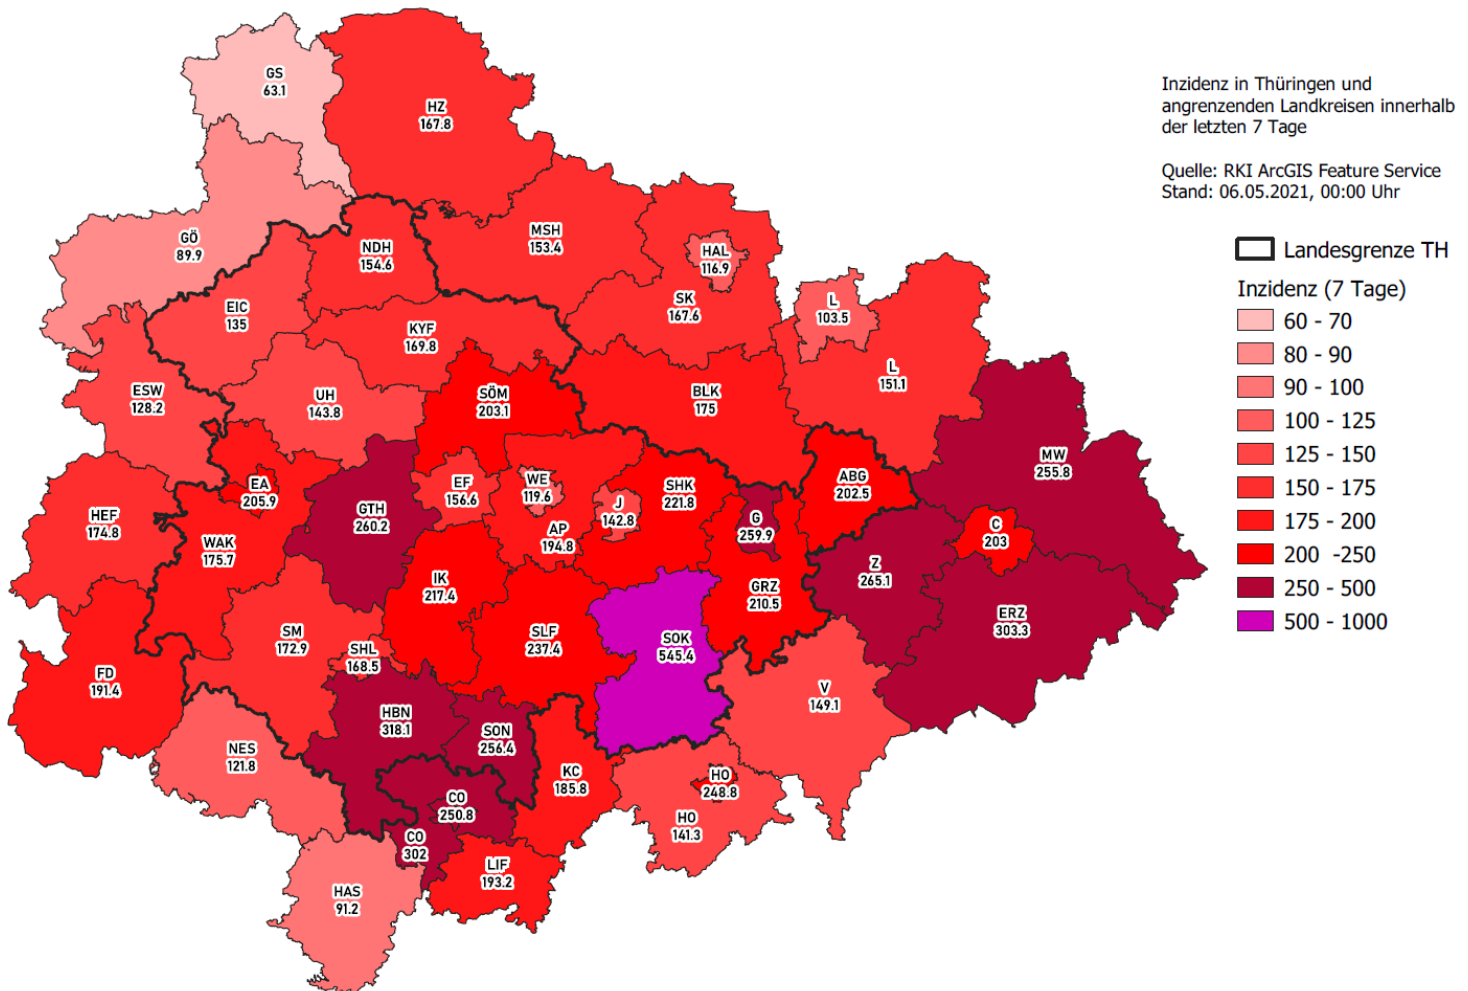 Inzidenz in Thüringen und
angrenzenden Landkreisen innerhalb
der letzten 7 Tage
Quelle: RKI ArcGIS Feature Service
Stand: 06.05.2021, 00:00 Uhr
Landesgrenze TH
Inzidenz (7 Tage)
60 - 70
80 - 90
90 - 100
100 - 125
125 - 150
150 - 175
175 - 200
200 -250
250 - 500
500 - 1000
GS
63.1
HZ
167.8
GÖ
89.9
NDH
154.6
MSH
153.4
HAL
116.9
SK
167.6
L
103.5
EIC
135
KYF
169.8
L
151.1
ESW
128.2
UH
143.8
SÖM
203.1
BLK
175
MW
255.8
EA
205.9
EF
156.6
WE
119.6
J
142.8
SHK
221.8
ABG
202.5
HEF
174.8
GTH
260.2
AP
194.8
G
259.9
C
203
WAK
175.7
IK
217.4
GRZ
210.5
Z
265.1
ERZ
303.3
SM
172.9
SHL
168.5
SLF
237.4
SOK
545.4
FD
191.4
V
149.1
HBN
318.1
SON
256.4
NES
121.8
KC
185.8
HO
248.8
CO
250.8
HO
141.3
CO
302
LIF
193.2
HAS
91.2